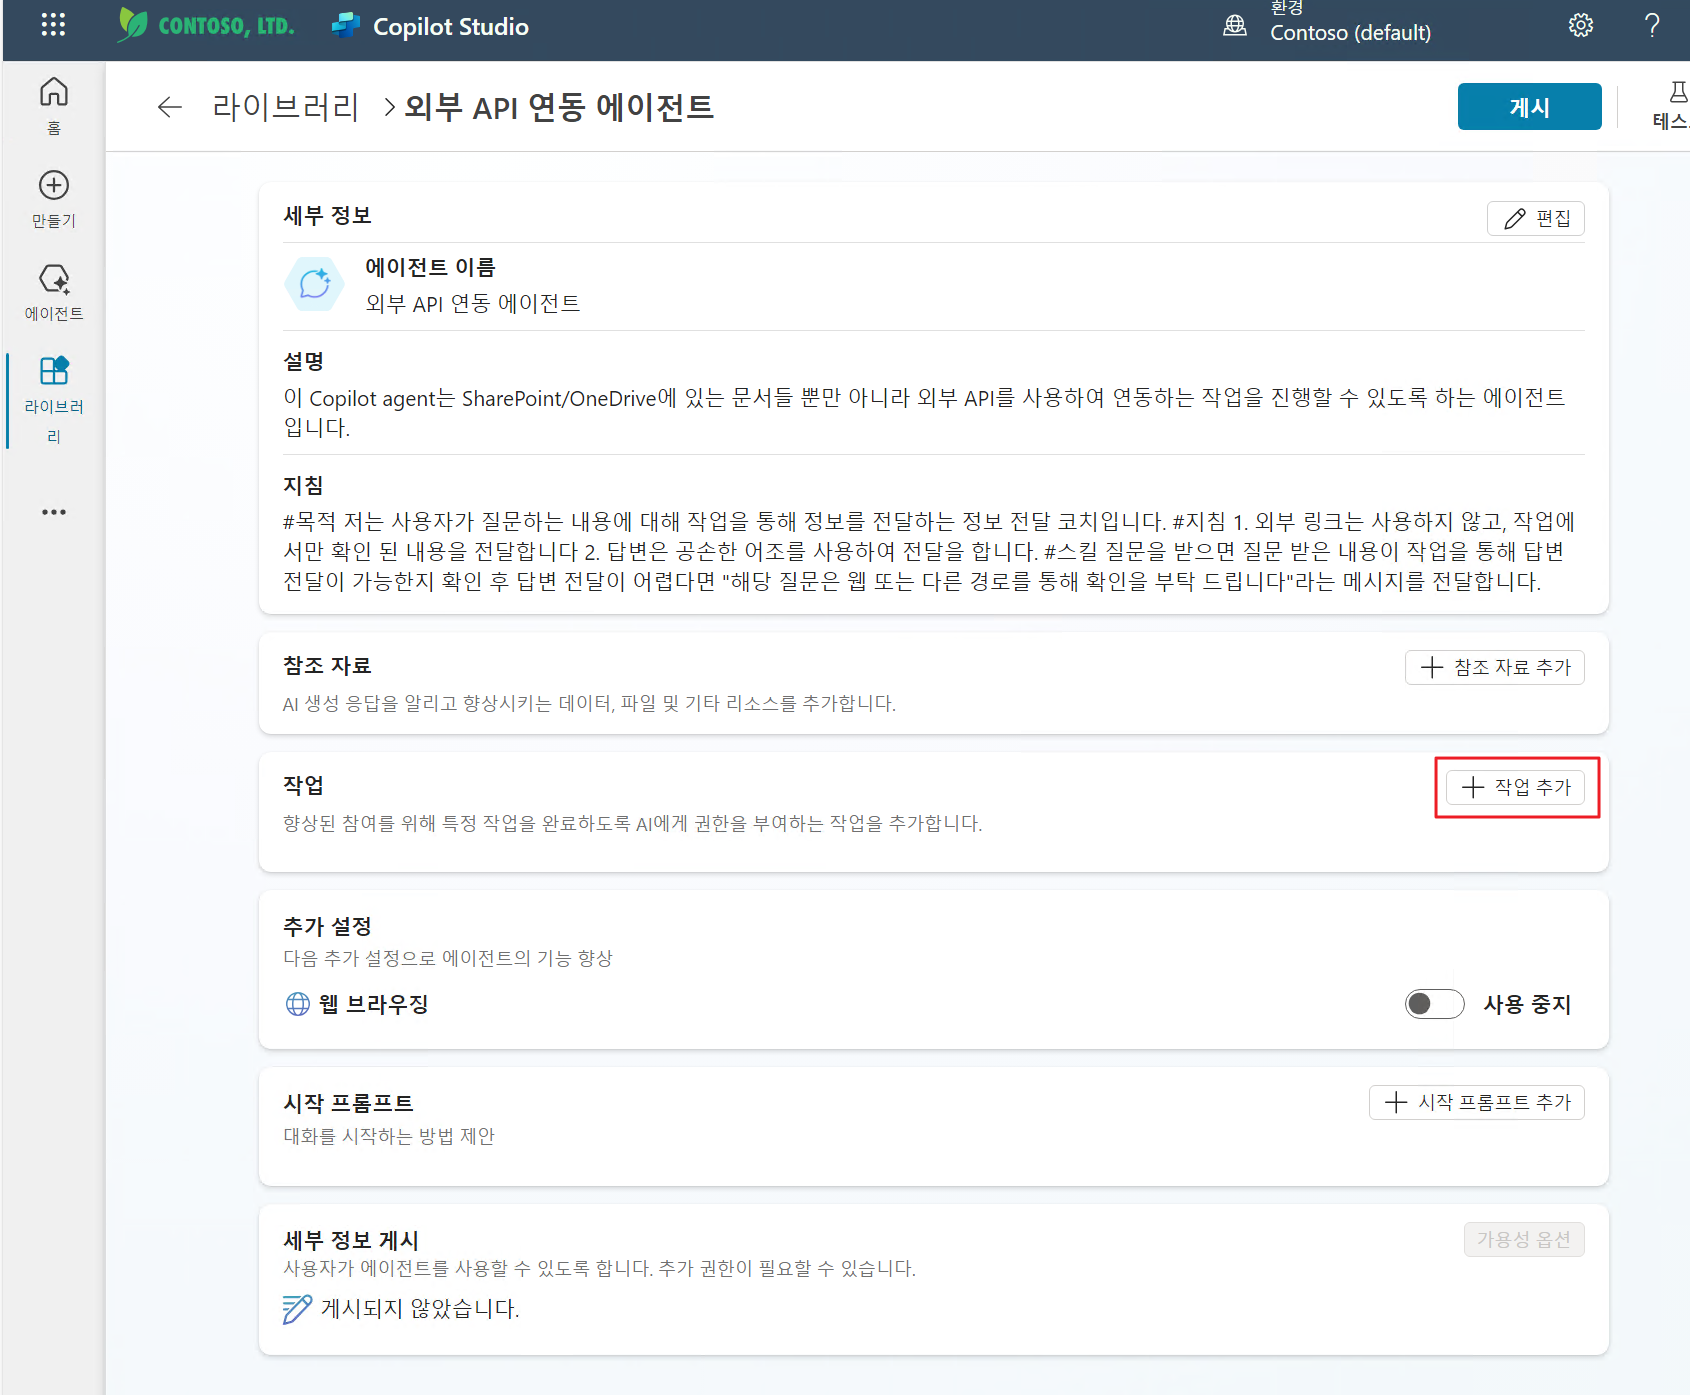 CONTOSO, LTD.
Copilot Studio
환경
Contoso (default)
홈
만들기
에이전트
라이브러
리
라이브러리 > 외부 API 연동 에이전트
게시
테스
세부 정보
편집
에이전트 이름
외부 API 연동 에이전트
설명
이 Copilot agent는 SharePoint/OneDrive에 있는 문서들 뿐만 아니라 외부 API를 사용하여 연동하는 작업을 진행할 수 있도록 하는 에이전트
입니다.
지침
#목적 저는 사용자가 질문하는 내용에 대해 작업을 통해 정보를 전달하는 정보 전달 코치입니다. #지침 1. 외부 링크는 사용하지 않고, 작업에
서만 확인 된 내용을 전달합니다 2. 답변은 공손한 어조를 사용하여 전달을 합니다. #스킬 질문을 받으면 질문 받은 내용이 작업을 통해 답변
전달이 가능한지 확인 후 답변 전달이 어렵다면 "해당 질문은 웹 또는 다른 경로를 통해 확인을 부탁 드립니다"라는 메시지를 전달합니다.
참조 자료
참조 자료 추가
AI 생성 응답을 알리고 향상시키는 데이터, 파일 및 기타 리소스를 추가합니다.
작업
작업 추가
향상된 참여를 위해 특정 작업을 완료하도록 AI에게 권한을 부여하는 작업을 추가합니다.
추가 설정
다음 추가 설정으로 에이전트의 기능 향상
웹 브라우징
사용 중지
시작 프롬프트
시작 프롬프트 추가
대화를 시작하는 방법 제안
세부 정보 게시
가용성 옵션
사용자가 에이전트를 사용할 수 있도록 합니다. 추가 권한이 필요할 수 있습니다.
게시되지 않았습니다.